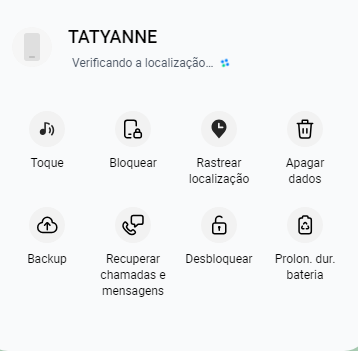 TATYANNE
Verificando a localização...
Toque
Bloquear
Rastrear
localização
Apagar
dados
Backup
Recuperar
chamadas e
mensagens
Desbloquear
Prolon. dur.
bateria